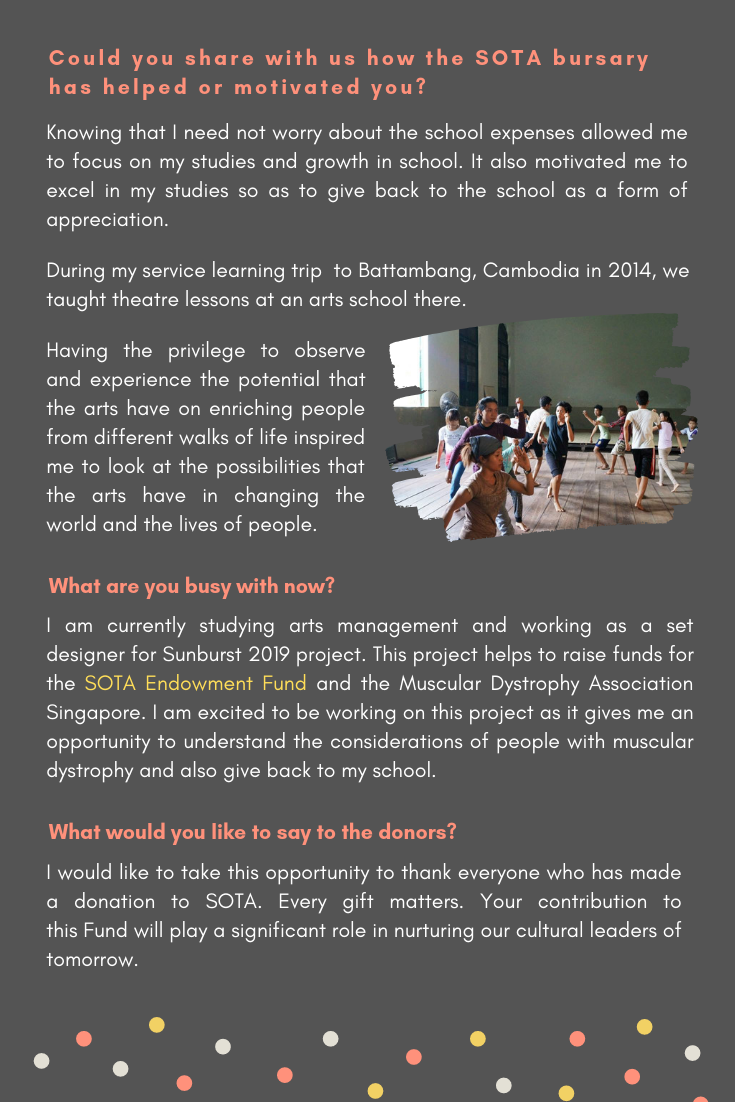 Could you share with us how the SOTA bursary
has helped or motivated you?
Knowing that I need not worry about the school expenses allowed me
to focus on my studies and growth in school. It also motivated me to
excel in my studies so as to give back to the school as a form of
appreciation.
During my service learning trip to Battambang, Cambodia in 2014, we
taught theatre lessons at an arts school there.
Having the privilege to observe
and experience the potential that
the arts have on enriching people
from different walks of life inspired
me to look at the possibilities that
the arts have in changing the
world and the lives of people.
What are you busy with now?
I am currently studying arts management and working as a set
designer for Sunburst 2019 project. This project helps to raise funds for
the SOTA Endowment Fund and the Muscular Dystrophy Association
Singapore. I am excited to be working on this project as it gives me an
opportunity to understand the considerations of people with muscular
dystrophy and also give back to my school.
What would you like to say to the donors?
I would like to take this opportunity to thank everyone who has made
a donation to SOTA. Every gift matters. Your contribution to
this Fund will play a significant role in nurturing our cultural leaders of
tomorrow.